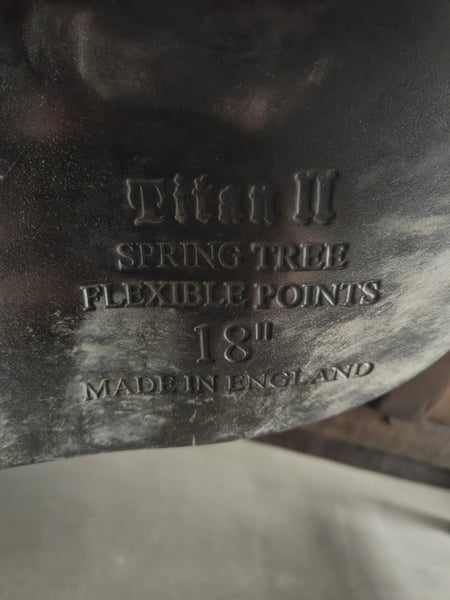 Titan II
SPRING TREE
FLEXIBLE POINTS
18"
MADE IN ENGLAND